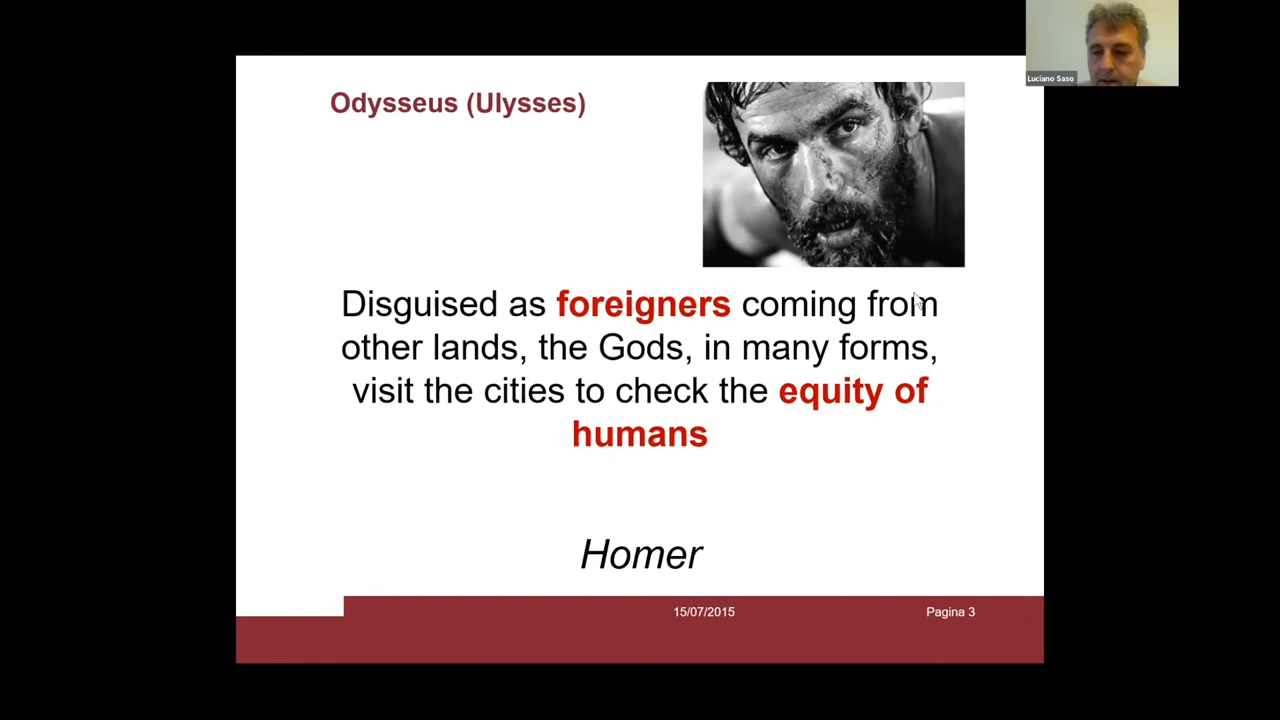 Luciano Saso
Odysseus (Ulysses)
Disguised as foreigners coming from
other lands, the Gods, in many forms,
visit the cities to check the equity of
humans
Homer
15/07/2015
Pagina 3